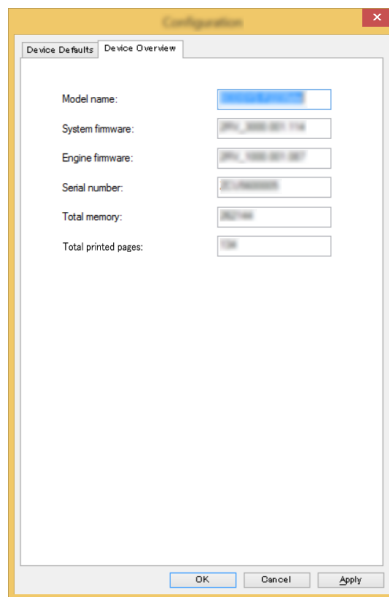 Configuration
Device Defaults Device Overview
Model name:
System firmware:
Engine firmware:
Serial number:
Total memory:
Total printed pages:
OK Cancel Apply